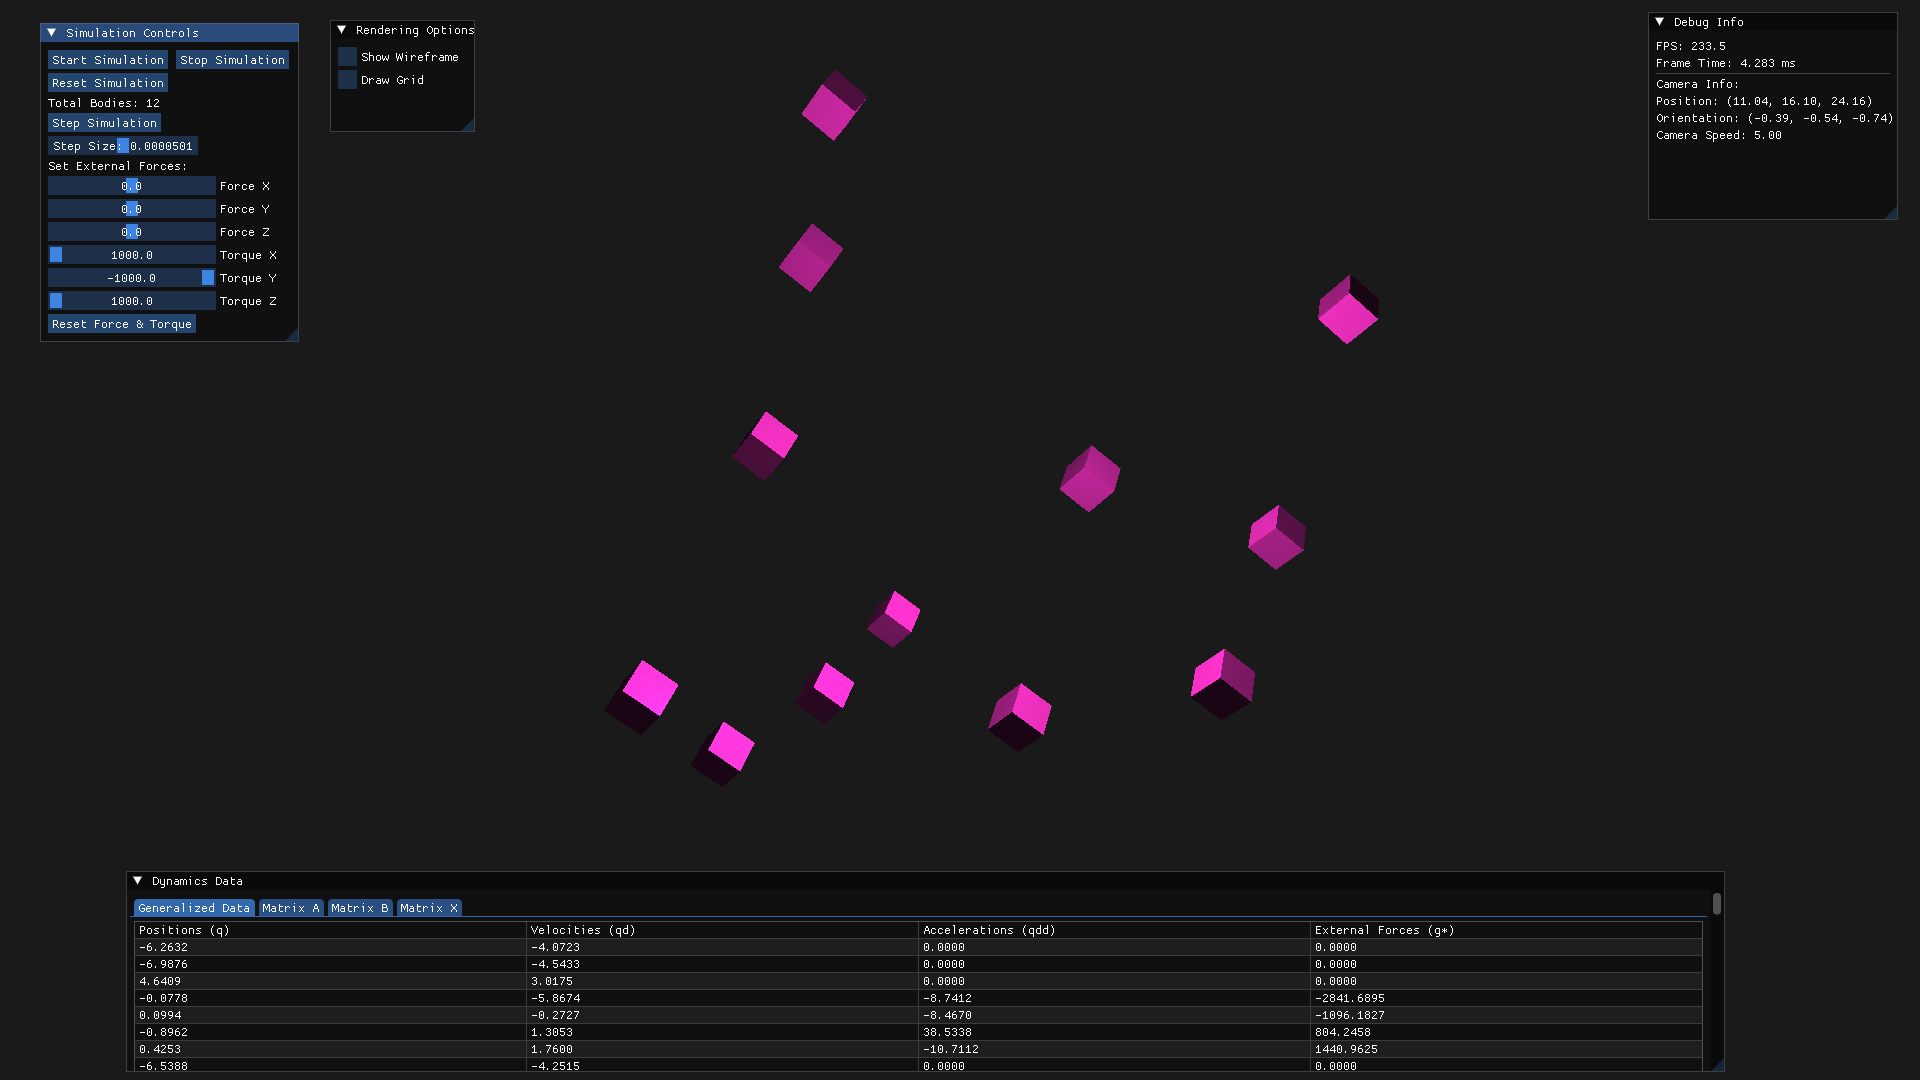 Simulation Controls
Start Simulation Stop Simulation
Reset Simulation
Total Bodies: 12
Step Simulation
Step Size: 0.0000501
Set External Forces:
0.0 Force X
0.0 Force Y
0.0 Force Z
1000.0 Torque X
-1000.0 Torque Y
1000.0 Torque Z
Reset Force & Torque
Rendering Options
Show Wireframe
Draw Grid
Debug Info
FPS: 233.5
Frame Time: 4.283 ms
Camera Info:
Position: (11.04, 16.10, 24.16)
Orientation: (-0.39, -0.54, -0.74)
Camera Speed: 5.00
Dynamics Data
Generalized Data Matrix A Matrix B Matrix X
Positions (q) Velocities (qd) Accelerations (qdd) External Forces (g*)
-6.2632 -4.0723 0.0000 0.0000
-6.9876 -4.5433 0.0000 0.0000
4.6409 3.0175 0.0000 0.0000
-0.0778 -5.8674 -8.7412 -2841.6895
0.0994 -0.2727 -8.4670 -1096.1827
-0.8962 1.3053 38.5338 804.2458
0.4253 1.7600 -10.7112 1440.9625
-6.5388 -4.2515 0.0000 0.0000